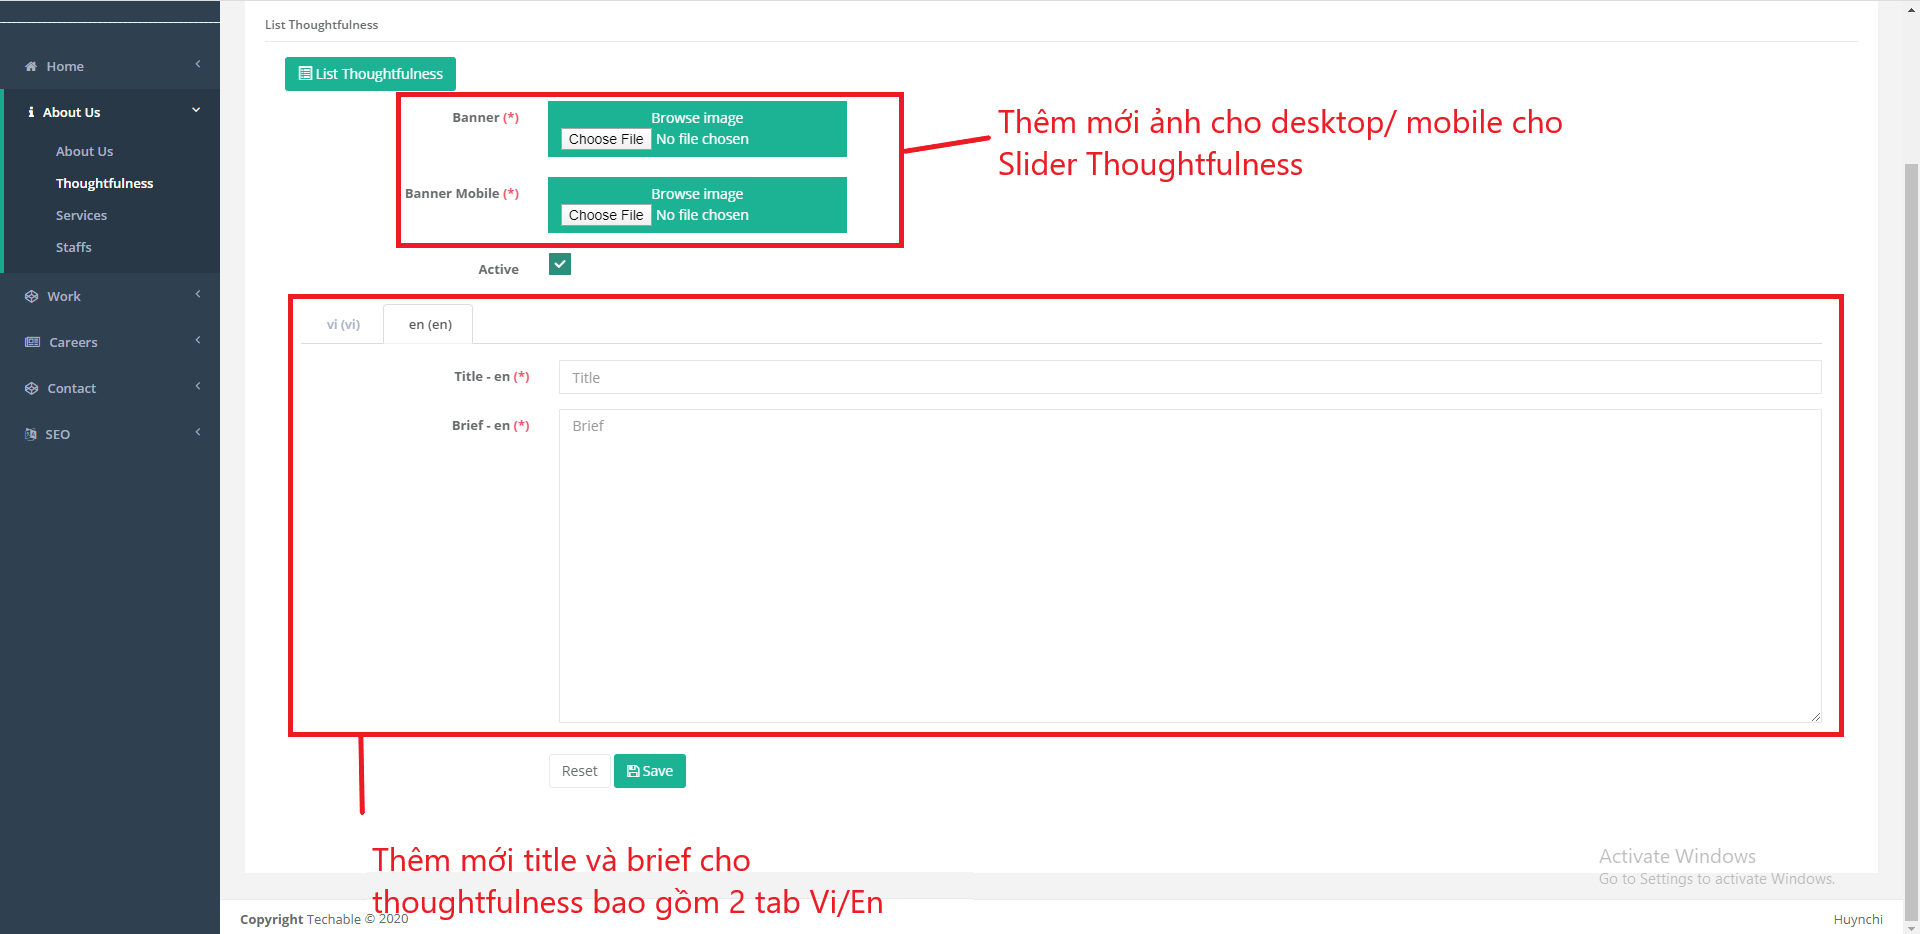 Home
About Us
About Us
Thoughtfulness
Services
Staffs
Work
Careers
Contact
SEO
List Thoughtfulness
List Thoughtfulness
Banner (*)
Browse image
Choose File No file chosen
Banner Mobile (*)
Browse image
Choose File No file chosen
Thêm mới ảnh cho desktop/ mobile cho
Slider Thoughtfulness
Active
vi (vi)
en (en)
Title - en (*)
Title
Brief - en (*)
Brief
Reset
Save
Thêm mới title và brief cho
thoughtfulness bao gồm 2 tab Vi/En
Activate Windows
Go to Settings to activate Windows.
Copyright Techable © 2020
Huynchi